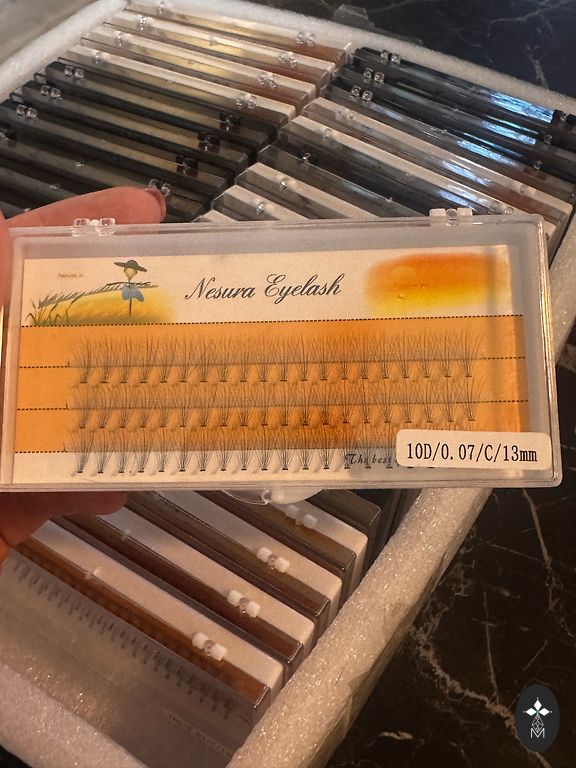 Nesura Eyelash
The best
10D/0.07/C/13mm